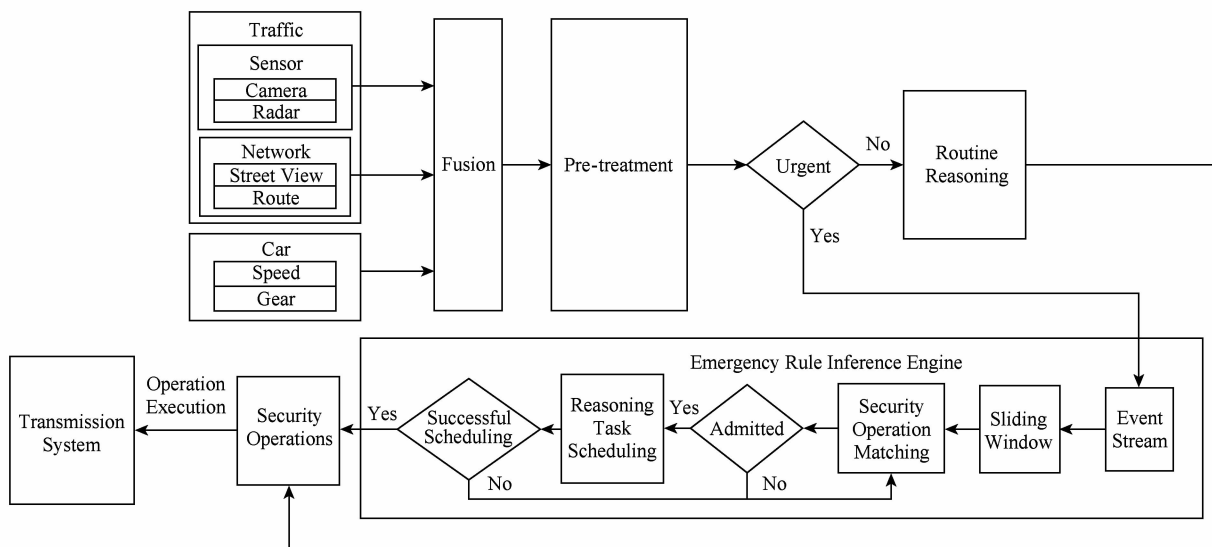 Traffic
Sensor
Camera
Radar
Network
Street View
Route
Car
Speed
Gear
Fusion
Pre-treatment
Urgent
No
Yes
Routine
Reasoning
Emergency Rule Inference Engine
Transmission
System
Operation
Execution
Security
Operations
Yes
Successful
Scheduling
No
Reasoning
Task
Scheduling
Yes
Admitted
No
Security
Operation
Matching
Sliding
Window
Event
Stream